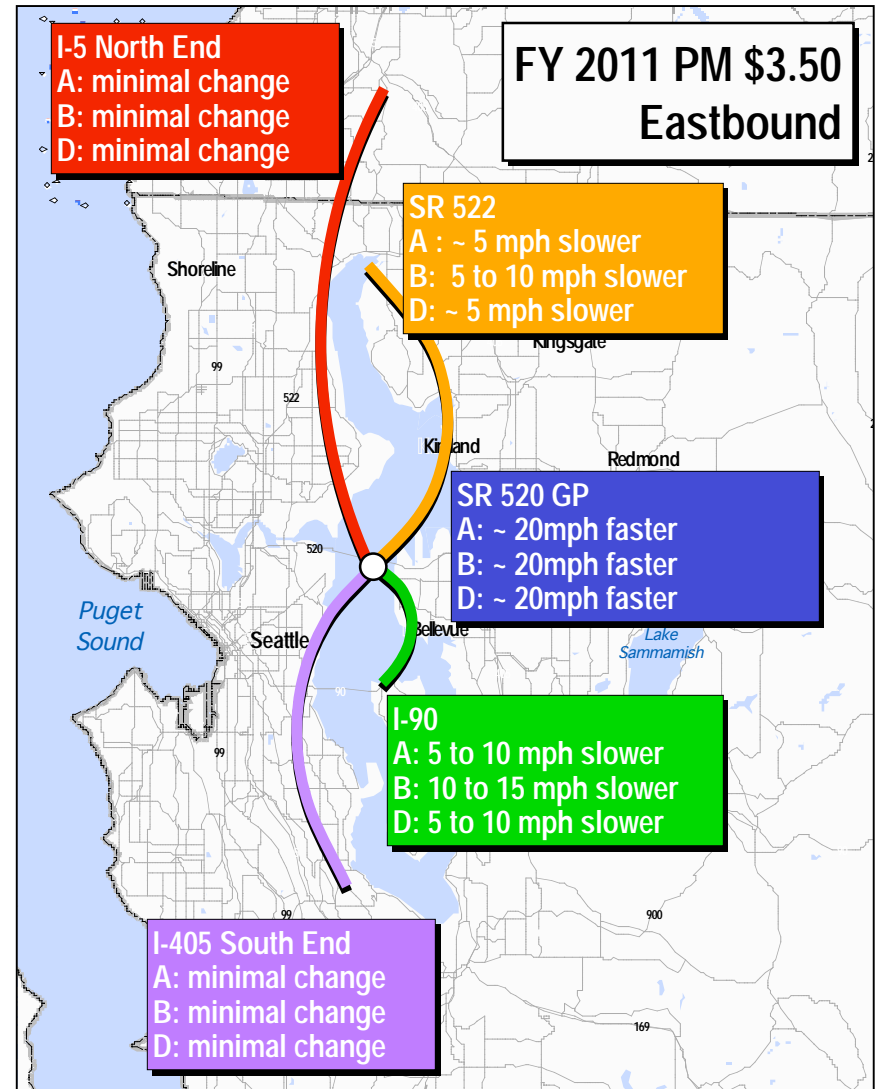 I-5 North End
A: minimal change
B: minimal change
D: minimal change
FY 2011 PM $3.50
Eastbound
2
SR 522
A : ~ 5 mph slower
B: 5 to 10 mph slower
D: ~ 5 mph slower
Shoreline
Kingsgate
99
522
2
Kirkland
Redmond
SR 520 GP
A: ~ 20mph faster
B: ~ 20mph faster
D: ~ 20mph faster
520
Puget
Sound
Seattle
Bellevue
Lake
Sammamish
90
I-90
A: 5 to 10 mph slower
B: 10 to 15 mph slower
D: 5 to 10 mph slower
99
99
900
I-405 South End
A: minimal change
B: minimal change
D: minimal change
169